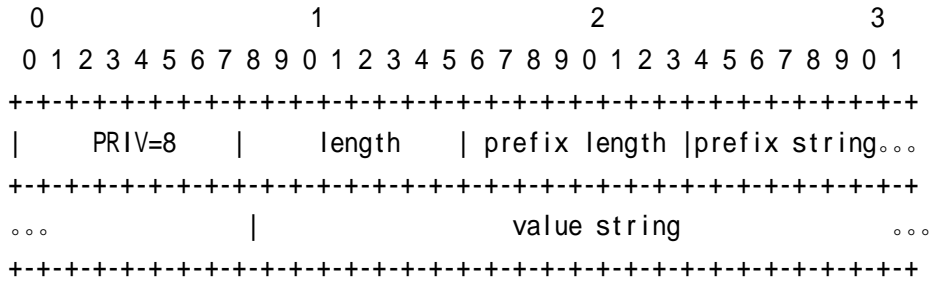 0                   1                   2                   3
0 1 2 3 4 5 6 7 8 9 0 1 2 3 4 5 6 7 8 9 0 1 2 3 4 5 6 7 8 9 0 1
+-+-+-+-+-+-+-+-+-+-+-+-+-+-+-+-+-+-+-+-+-+-+-+-+-+-+-+-+-+-+-+-+
|     PRIV=8    |     length    | prefix length |prefix string。。。
+-+-+-+-+-+-+-+-+-+-+-+-+-+-+-+-+-+-+-+-+-+-+-+-+-+-+-+-+-+-+-+-+
。。。 | value string 。。。
+-+-+-+-+-+-+-+-+-+-+-+-+-+-+-+-+-+-+-+-+-+-+-+-+-+-+-+-+-+-+-+-+